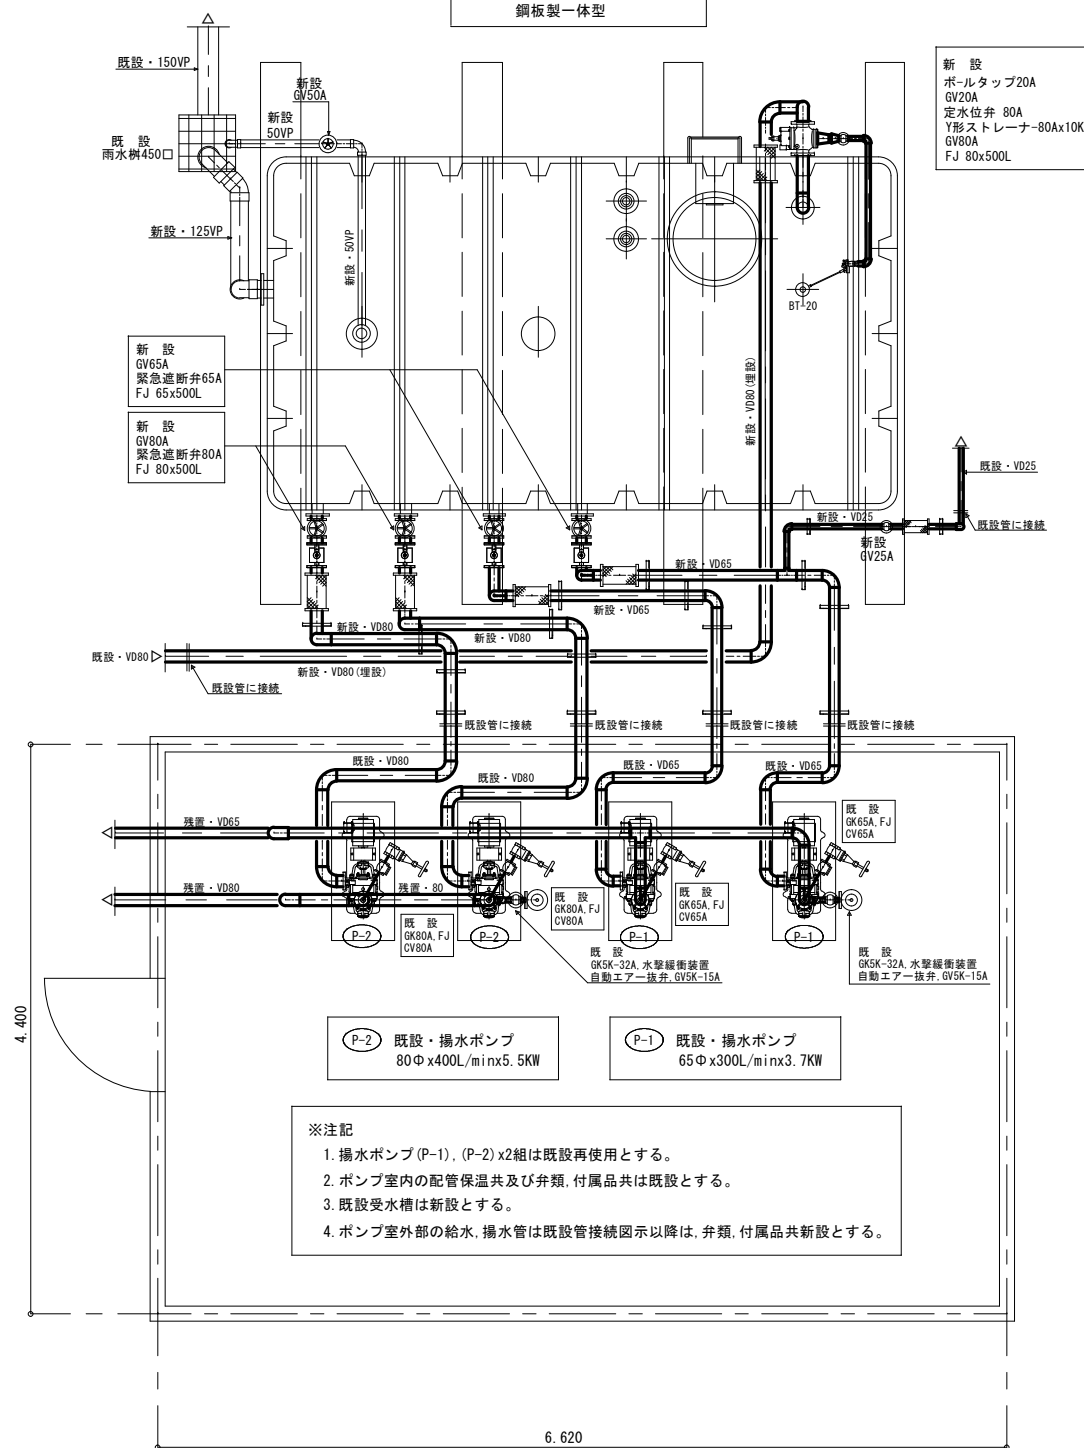 鋼板製一体型
既設・150VP
新設
GV50A
新設
50VP
既　設
雨水桝450□
新設・125VP
新設・50VP
新　設
ボールタップ20A
GV20A
定水位弁 80A
Y形ストレーナ-80Ax10K
GV80A
FJ 80x500L
BT-20
新　設
GV65A
緊急遮断弁65A
FJ 65x500L
新　設
GV80A
緊急遮断弁80A
FJ 80x500L
新設・VD80(埋設)
既設・VD25
新設・VD25
既設管に接続
新設
GV25A
新設・VD65
新設・VD65
新設・VD80
新設・VD80
既設・VD80
新設・VD80(埋設)
既設管に接続
既設管に接続
既設管に接続
既設管に接続
既設管に接続
既設・VD80
既設・VD80
既設・VD65
既設・VD65
残置・VD65
既　設
GK65A,FJ
CV65A
残置・VD80
残置・80
既　設
GK80A,FJ
CV80A
既　設
GK80A,FJ
CV80A
既　設
GK65A,FJ
CV65A
P-2
P-2
P-1
P-1
既　設
GK5K-32A,水撃緩衝装置
自動エアー抜弁,GV5K-15A
既　設
GK5K-32A,水撃緩衝装置
自動エアー抜弁,GV5K-15A
P-2 既設・揚水ポンプ
80Φx400L/minx5.5KW
P-1 既設・揚水ポンプ
65Φx300L/minx3.7KW
4.400
※注記
1.揚水ポンプ(P-1),(P-2)x2組は既設再使用とする。
2.ポンプ室内の配管保温共及び弁類,付属品共は既設とする。
3.既設受水槽は新設とする。
4.ポンプ室外部の給水,揚水管は既設管接続図示以降は,弁類,付属品共新設とする。
6.620